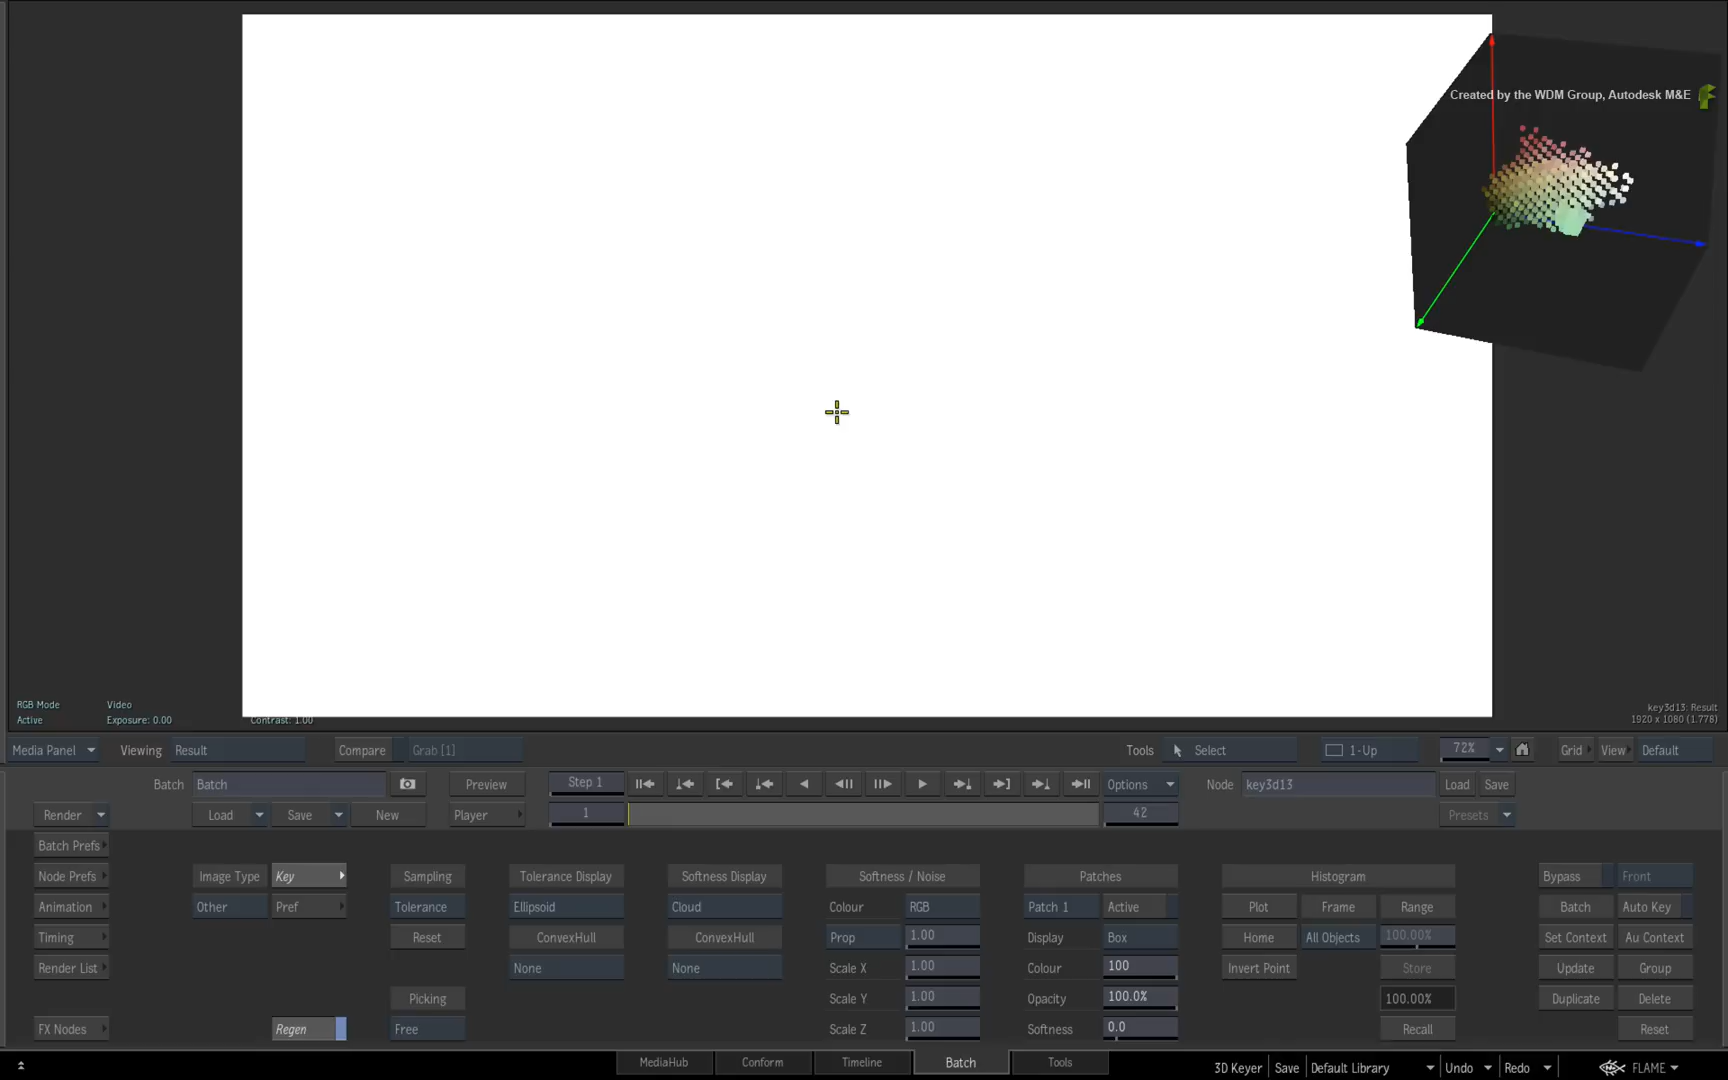 Created by the WDM Group, Autodesk M&E
RGB Mode Video
Active Exposure: 0.00 Contrast: 1.00
key3d13: Result
1920 x 1080 (1.778)
Media Panel Viewing Result Compare Grab [1] Tools Select 1-Up 72% Grid View Default
Batch Batch Preview Step 1 Options Node key3d13 Load Save
Render Load Save New Player 1 42 Presets
Batch Prefs
Node Prefs Image Type Key Sampling Tolerance Display Softness Display Softness / Noise Patches Histogram Bypass Front
Animation Other Pref Tolerance Ellipsoid Cloud Colour RGB Patch 1 Active Plot Frame Range Batch Auto Key
Timing Reset ConvexHull ConvexHull Prop 1.00 Display Box Home All Objects 100.00% Set Context Au Context
Render List None None Scale X 1.00 Colour 100 Invert Point Store Update Group
Picking Scale Y 1.00 Opacity 100.0% 100.00% Duplicate Delete
FX Nodes Regen Free Scale Z 1.00 Softness 0.0 Recall Reset
MediaHub Conform Timeline Batch Tools 3D Keyer Save Default Library Undo Redo FLAME